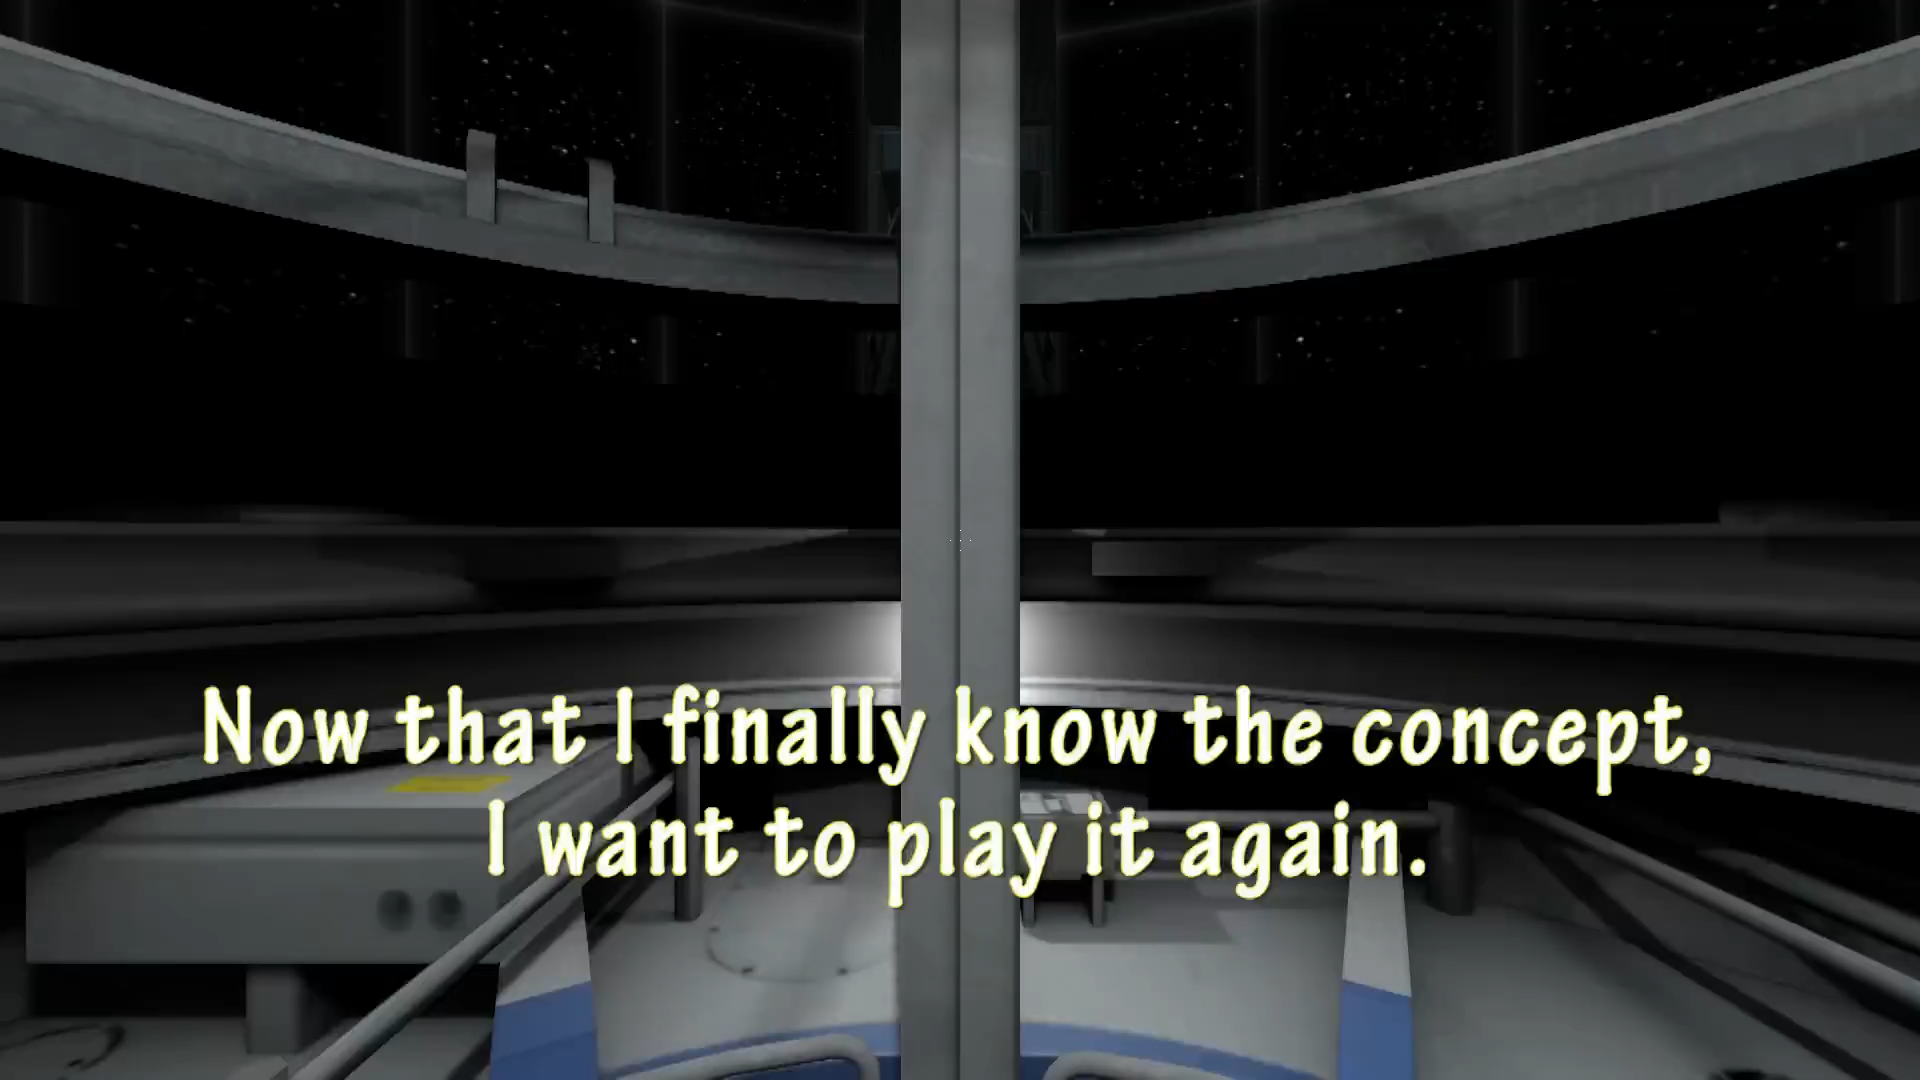 Now that I finally know the concept,
I want to play it again.